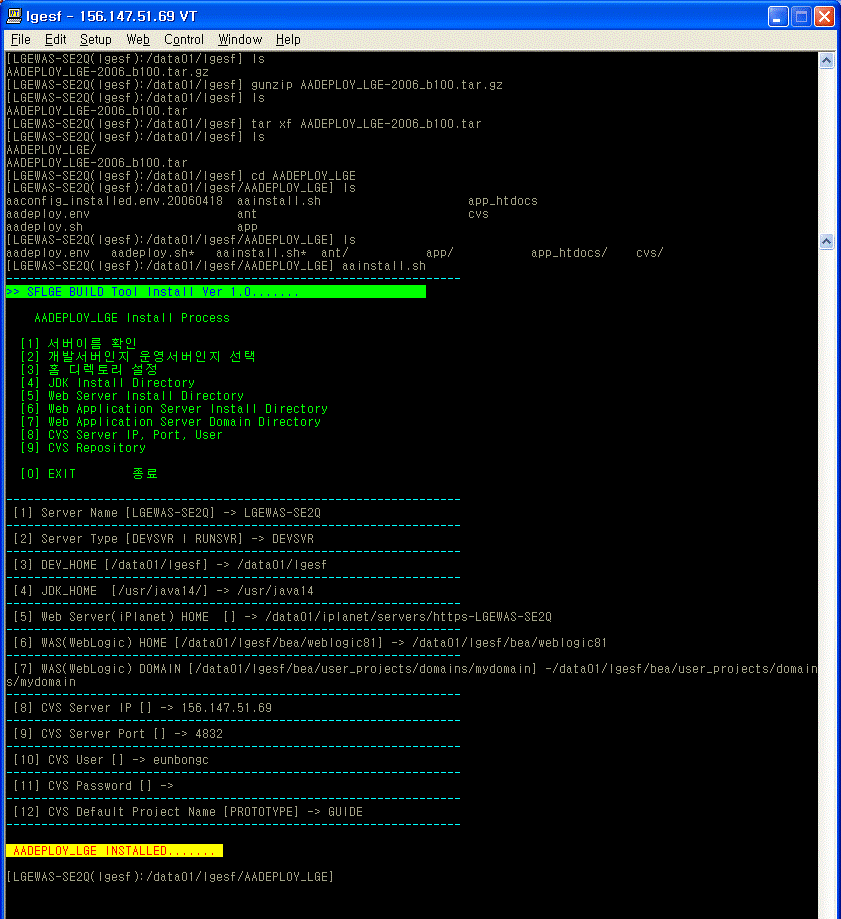 lgesf - 156.147.51.69 VT
File Edit Setup Web Control Window Help
[LGEWAS-SE2Q(lgesf):/data01/lgesf] ls
AADEPLOY_LGE-2006_b100.tar.gz
[LGEWAS-SE2Q(lgesf):/data01/lgesf] gunzip AADEPLOY_LGE-2006_b100.tar.gz
[LGEWAS-SE2Q(lgesf):/data01/lgesf] ls
AADEPLOY_LGE-2006_b100.tar
[LGEWAS-SE2Q(lgesf):/data01/lgesf] tar xf AADEPLOY_LGE-2006_b100.tar
[LGEWAS-SE2Q(lgesf):/data01/lgesf] ls
AADEPLOY_LGE/
AADEPLOY_LGE-2006_b100.tar
[LGEWAS-SE2Q(lgesf):/data01/lgesf] cd AADEPLOY_LGE
[LGEWAS-SE2Q(lgesf):/data01/lgesf/AADEPLOY_LGE] ls
aaconfig_installed.env.20060418 aainstall.sh app_htdocs
aadeploy.env ant cvs
aadeploy.sh app
[LGEWAS-SE2Q(lgesf):/data01/lgesf/AADEPLOY_LGE] ls
aadeploy.env aadeploy.sh* aainstall.sh* ant/ app/ app_htdocs/ cvs/
[LGEWAS-SE2Q(lgesf):/data01/lgesf/AADEPLOY_LGE] aainstall.sh
-----------------------------------------------------------------
>> SFLGE BUILD Tool Install Ver 1.0.......
AADEPLOY_LGE Install Process
[1] 서버이름 확인
[2] 개발서버인지 운영서버인지 선택
[3] 홈 디렉토리 설정
[4] JDK Install Directory
[5] Web Server Install Directory
[6] Web Application Server Install Directory
[7] Web Application Server Domain Directory
[8] CVS Server IP, Port, User
[9] CVS Repository
[0] EXIT 종료
-----------------------------------------------------------------
[1] Server Name [LGEWAS-SE2Q] -> LGEWAS-SE2Q
-----------------------------------------------------------------
[2] Server Type [DEVSVR | RUNSVR] -> DEVSVR
-----------------------------------------------------------------
[3] DEV_HOME [/data01/lgesf] -> /data01/lgesf
-----------------------------------------------------------------
[4] JDK_HOME [/usr/java14/] -> /usr/java14
-----------------------------------------------------------------
[5] Web Server(iPlanet) HOME [] -> /data01/iplanet/servers/https-LGEWAS-SE2Q
-----------------------------------------------------------------
[6] WAS(WebLogic) HOME [/data01/lgesf/bea/weblogic81] -> /data01/lgesf/bea/weblogic81
-----------------------------------------------------------------
[7] WAS(WebLogic) DOMAIN [/data01/lgesf/bea/user_projects/domains/mydomain] -/data01/lgesf/bea/user_projects/domain
s/mydomain
-----------------------------------------------------------------
[8] CVS Server IP [] -> 156.147.51.69
-----------------------------------------------------------------
[9] CVS Server Port [] -> 4832
-----------------------------------------------------------------
[10] CVS User [] -> eunbongc
-----------------------------------------------------------------
[11] CVS Password [] ->
-----------------------------------------------------------------
[12] CVS Default Project Name [PROTOTYPE] -> GUIDE
-----------------------------------------------------------------
AADEPLOY_LGE INSTALLED.......
[LGEWAS-SE2Q(lgesf):/data01/lgesf/AADEPLOY_LGE]